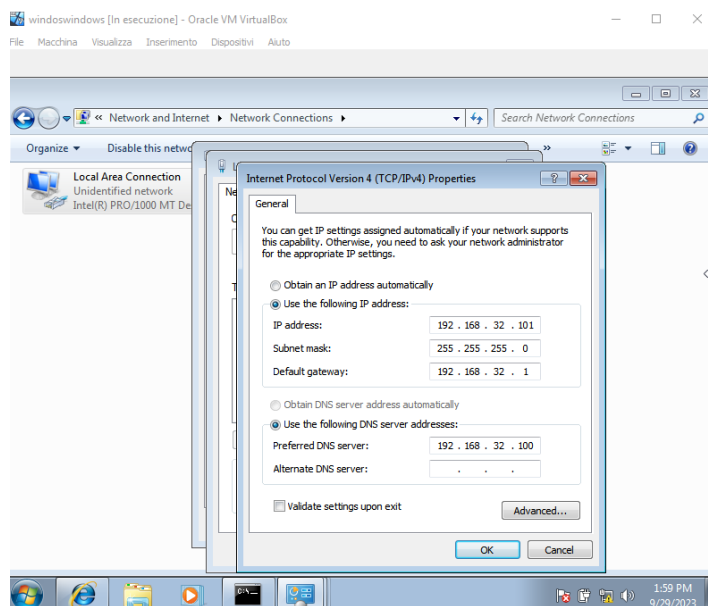 windoswindows [In esecuzione] - Oracle VM VirtualBox
File Macchina Visualizza Inserimento Dispositivi Aiuto
« Network and Internet Network Connections
Search Network Connections
Organize Disable this netwo »
Local Area Connection
Unidentified network
Intel(R) PRO/1000 MT De
Internet Protocol Version 4 (TCP/IPv4) Properties
General
You can get IP settings assigned automatically if your network supports
this capability. Otherwise, you need to ask your network administrator
for the appropriate IP settings.
Obtain an IP address automatically
Use the following IP address:
IP address: 192 . 168 . 32 . 101
Subnet mask: 255 . 255 . 255 . 0
Default gateway: 192 . 168 . 32 . 1
Obtain DNS server address automatically
Use the following DNS server addresses:
Preferred DNS server: 192 . 168 . 32 . 100
Alternate DNS server: . . .
Validate settings upon exit
Advanced...
OK Cancel
1:59 PM
9/29/2023